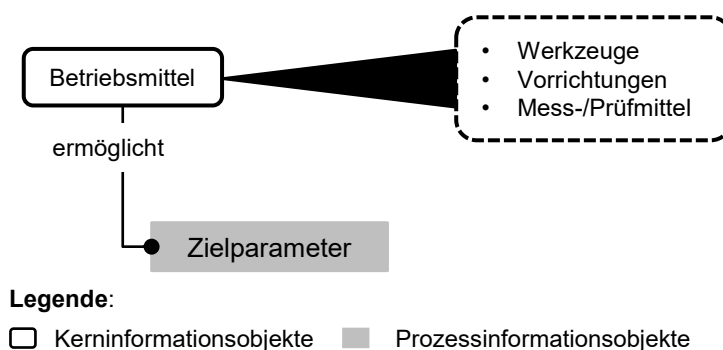 Betriebsmittel
• Werkzeuge
• Vorrichtungen
• Mess-/Prüfmittel
ermöglicht
Zielparameter
Legende:
Kerninformationsobjekte Prozessinformationsobjekte